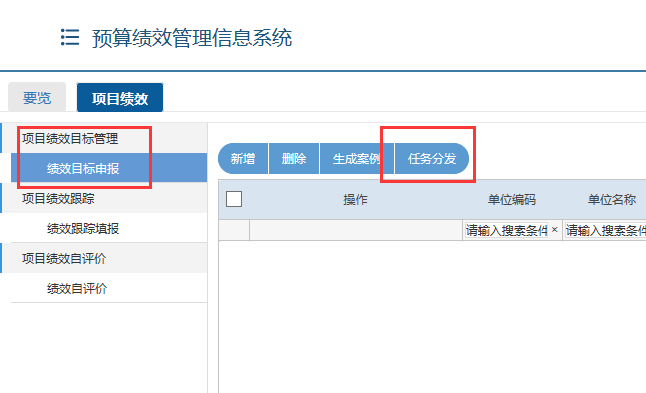 预算绩效管理信息系统
要览 项目绩效
项目绩效目标管理
绩效目标申报
项目绩效跟踪
绩效跟踪填报
项目绩效自评价
绩效自评价
新增 删除 生成案例 任务分发
操作 单位编码 单位名称
请输入搜索条件 × 请输入搜索条件